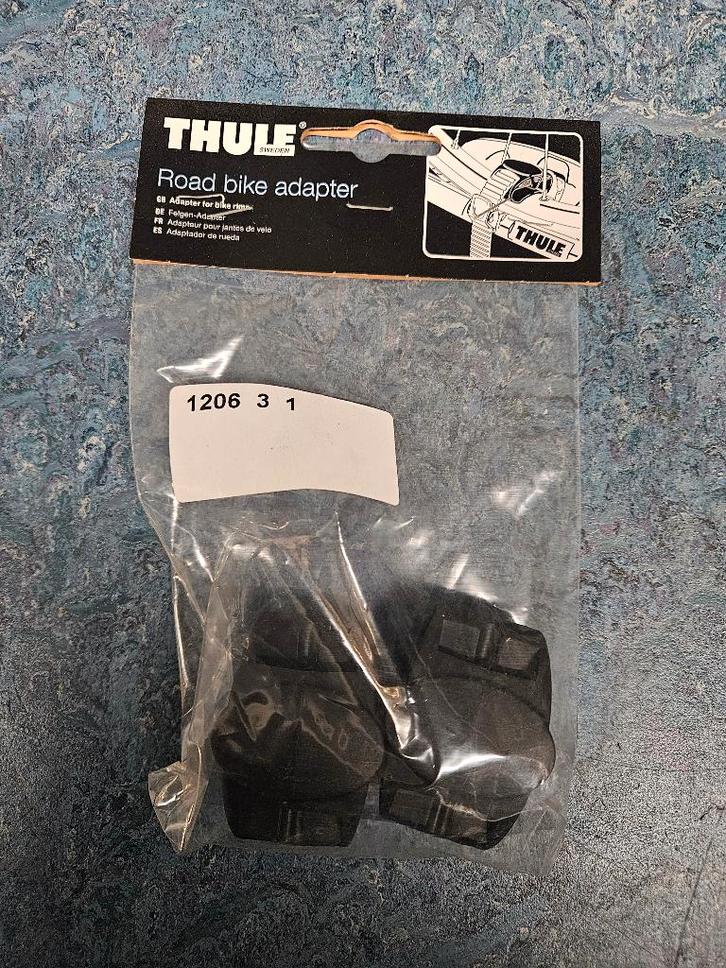 THULE®
SWEDEN
Road bike adapter
GB Adapter for bike rims
DE Felgen-Adapter
FR Adapteur pour jantes de velo
ES Adaptador de rueda
THULE
1206 3 1